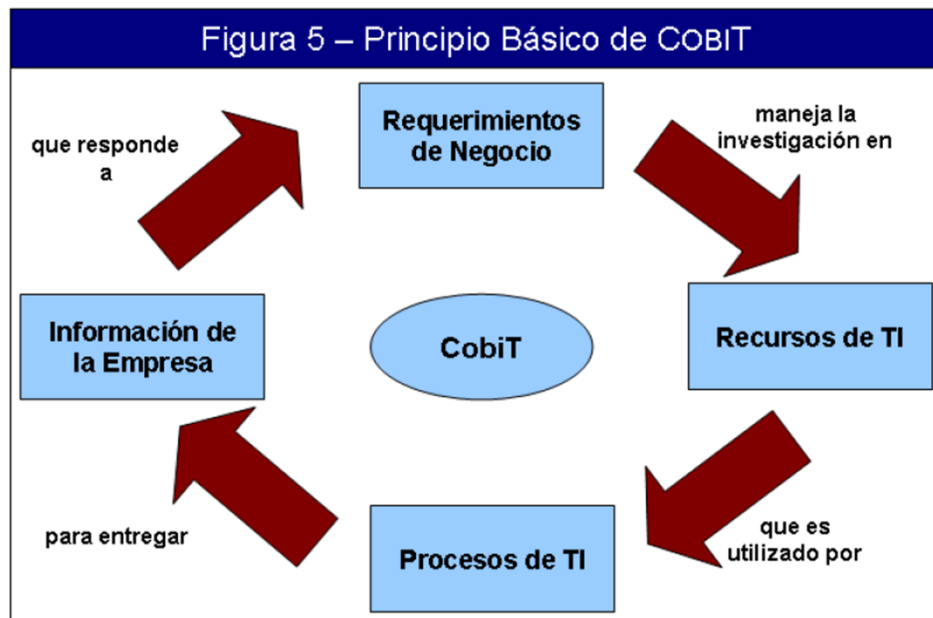 Figura 5 – Principio Básico de COBIT
Requerimientos
de Negocio
maneja la
investigación en
Recursos de TI
que es
utilizado por
Procesos de TI
para entregar
Información de
la Empresa
que responde
a
CobiT